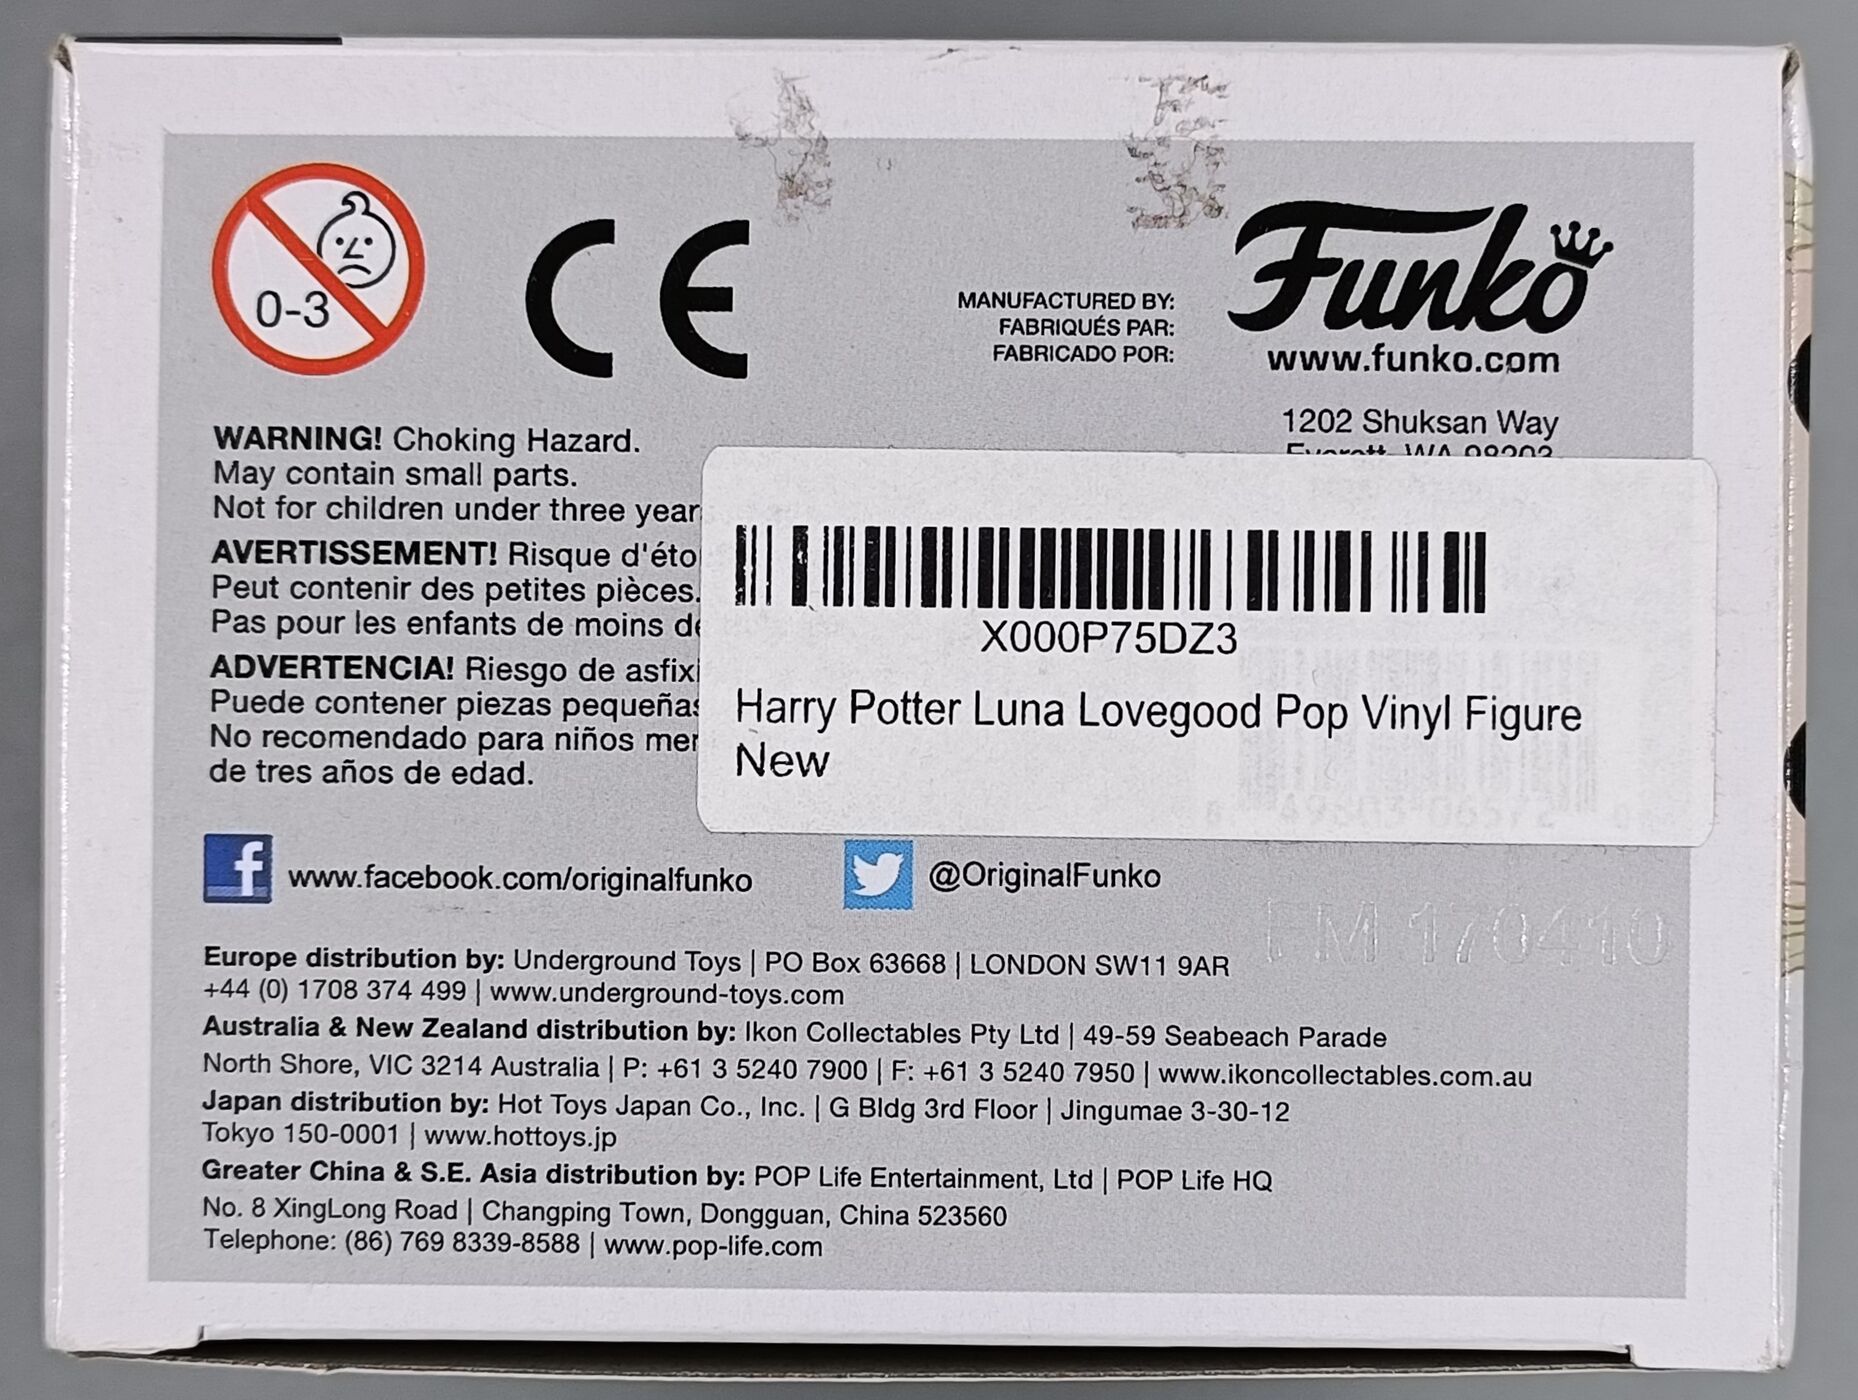 0-3
CE
MANUFACTURED BY:
FABRIQUÉS PAR:
FABRICADO POR:
Funko
www.funko.com
1202 Shuksan Way
Everett, WA 98203
WARNING! Choking Hazard.
May contain small parts.
Not for children under three year
AVERTISSEMENT! Risque d'éto
Peut contenir des petites pièces.
Pas pour les enfants de moins de
ADVERTENCIA! Riesgo de asfixi
Puede contener piezas pequeñas
No recomendado para niños mer
de tres años de edad.
X000P75DZ3
Harry Potter Luna Lovegood Pop Vinyl Figure
New
www.facebook.com/originalfunko
@OriginalFunko
FM 170410
Europe distribution by: Underground Toys | PO Box 63668 | LONDON SW11 9AR
+44 (0) 1708 374 499 | www.underground-toys.com
Australia & New Zealand distribution by: Ikon Collectables Pty Ltd | 49-59 Seabeach Parade
North Shore, VIC 3214 Australia | P: +61 3 5240 7900 | F: +61 3 5240 7950 | www.ikoncollectables.com.au
Japan distribution by: Hot Toys Japan Co., Inc. | G Bldg 3rd Floor | Jingumae 3-30-12
Tokyo 150-0001 | www.hottoys.jp
Greater China & S.E. Asia distribution by: POP Life Entertainment, Ltd | POP Life HQ
No. 8 XingLong Road | Changping Town, Dongguan, China 523560
Telephone: (86) 769 8339-8588 | www.pop-life.com